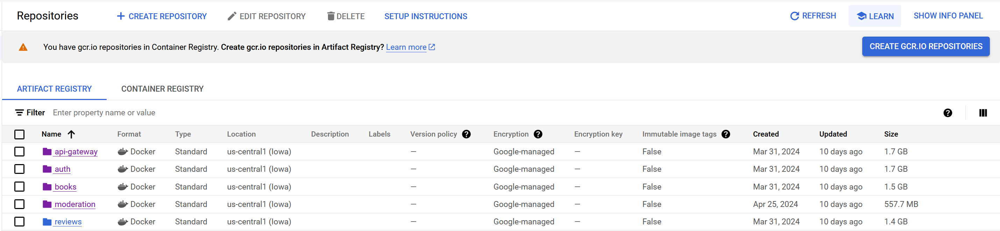 Repositories CREATE REPOSITORY EDIT REPOSITORY DELETE SETUP INSTRUCTIONS REFRESH LEARN SHOW INFO PANEL
You have gcr.io repositories in Container Registry. Create gcr.io repositories in Artifact Registry? Learn more CREATE GCR.IO REPOSITORIES
ARTIFACT REGISTRY CONTAINER REGISTRY
Filter Enter property name or value
Name Format Type Location Description Labels Version policy Encryption Encryption key Immutable image tags Created Updated Size
api-gateway Docker Standard us-central1 (Iowa) — Google-managed — False Mar 31, 2024 10 days ago 1.7 GB
auth Docker Standard us-central1 (Iowa) — Google-managed — False Mar 31, 2024 10 days ago 1.7 GB
books Docker Standard us-central1 (Iowa) — Google-managed — False Mar 31, 2024 10 days ago 1.5 GB
moderation Docker Standard us-central1 (Iowa) — Google-managed — False Apr 25, 2024 10 days ago 557.7 MB
reviews Docker Standard us-central1 (Iowa) — Google-managed — False Mar 31, 2024 10 days ago 1.4 GB